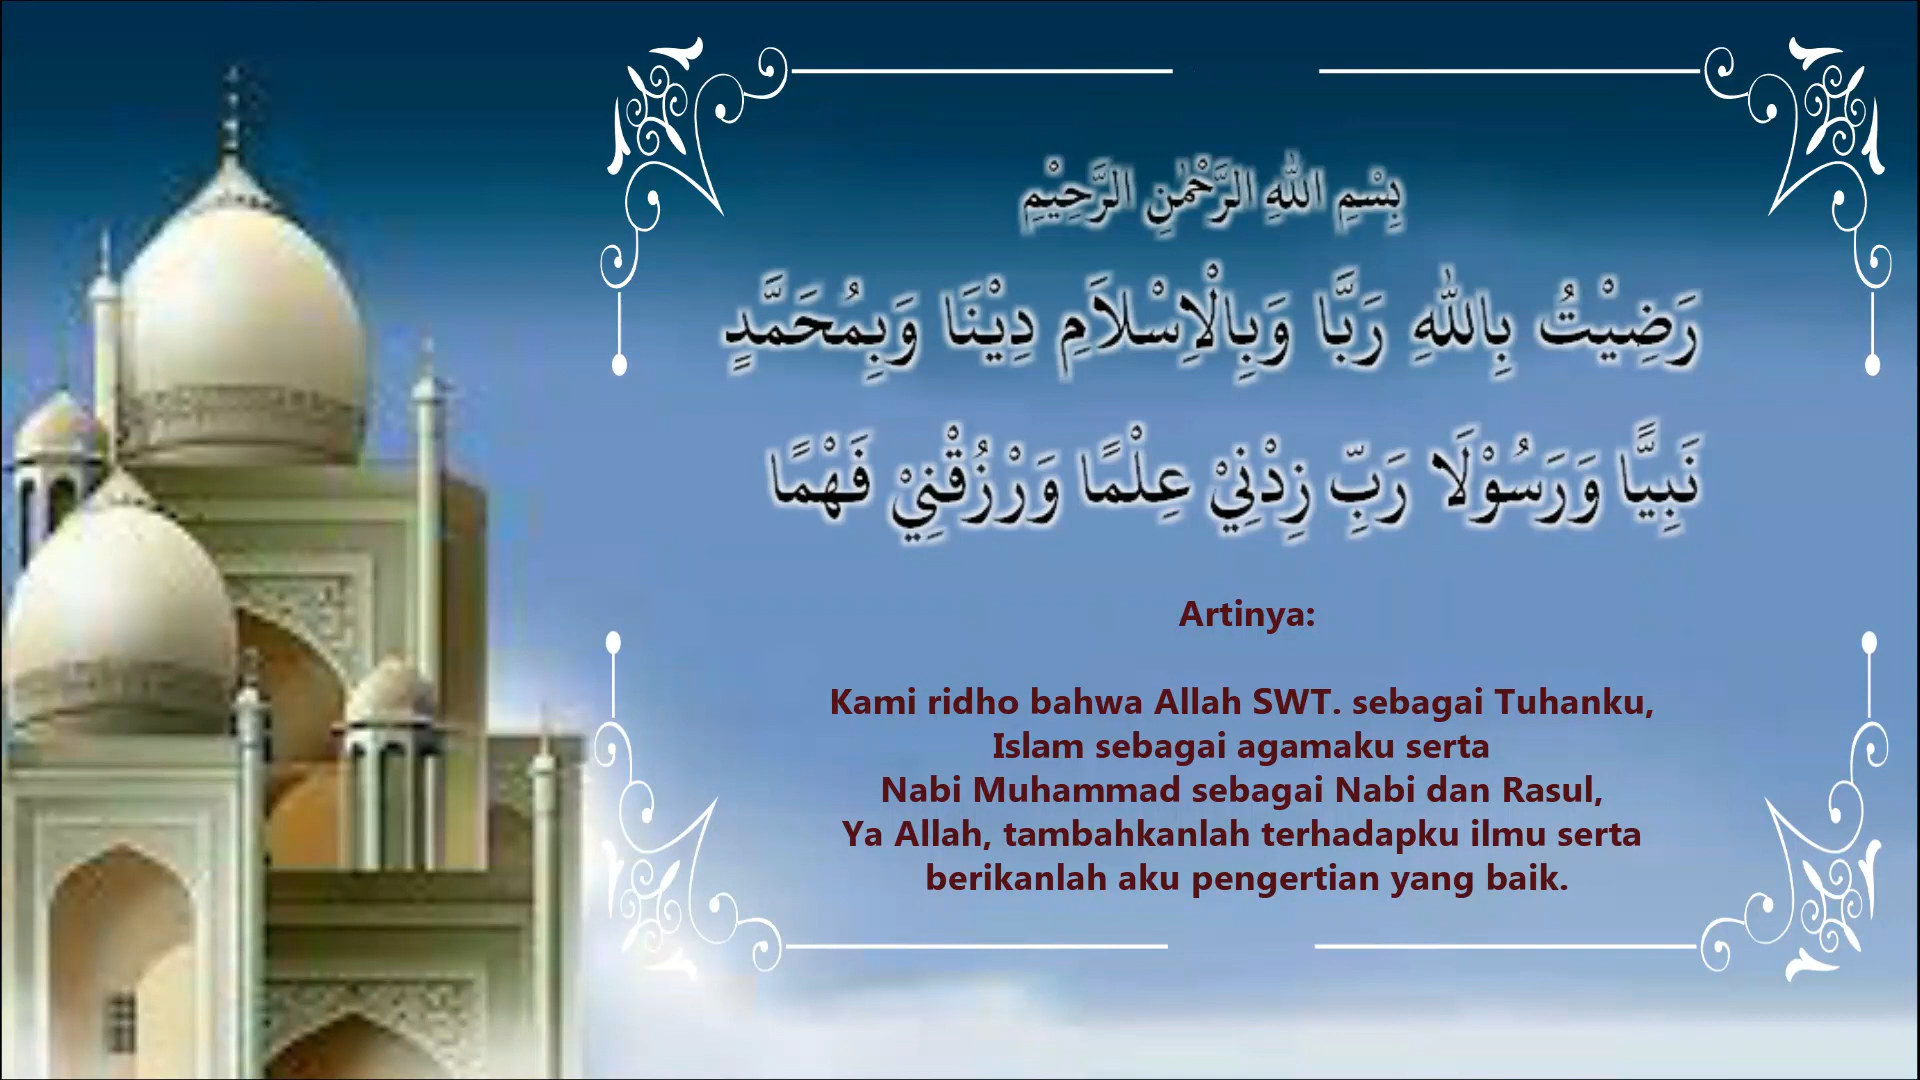 بِسْمِ اللهِ الرَّحْمٰنِ الرَّحِيْمِ
رَضِيْتُ بِاللهِ رَبَّا وَبِالْاِسْلاَمِ دِيْنَا وَبِمُحَمَّدٍ
نَبِيًّا وَرَسُوْلَا رَبِّ زِدْنِيْ عِلْمًا وَرْزُقْنِيْ فَهْمًا
Artinya:
Kami ridho bahwa Allah SWT. sebagai Tuhanku,
Islam sebagai agamaku serta
Nabi Muhammad sebagai Nabi dan Rasul,
Ya Allah, tambahkanlah terhadapku ilmu serta
berikanlah aku pengertian yang baik.